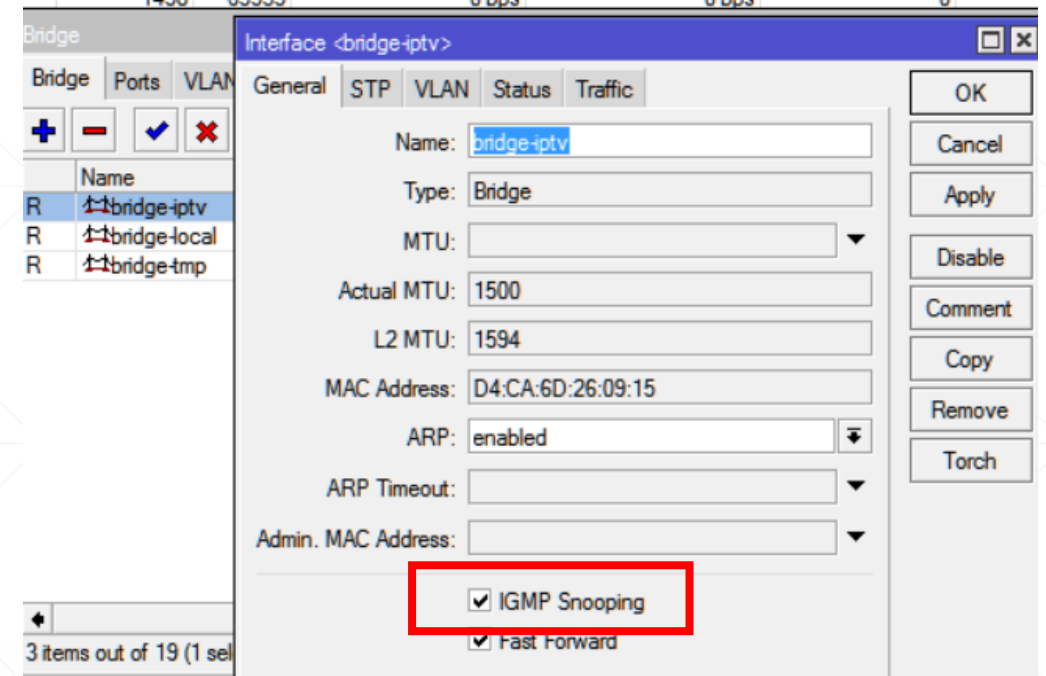 Bridge
Interface <bridge-iptv>
Bridge Ports VLAN
General STP VLAN Status Traffic
OK
Cancel
Apply
Disable
Comment
Copy
Remove
Torch
Name
R bridge-iptv
R bridge-local
R bridge-tmp
Name: bridge-iptv
Type: Bridge
MTU:
Actual MTU: 1500
L2 MTU: 1594
MAC Address: D4:CA:6D:26:09:15
ARP: enabled
ARP Timeout:
Admin. MAC Address:
IGMP Snooping
Fast Forward
3 items out of 19 (1 sel